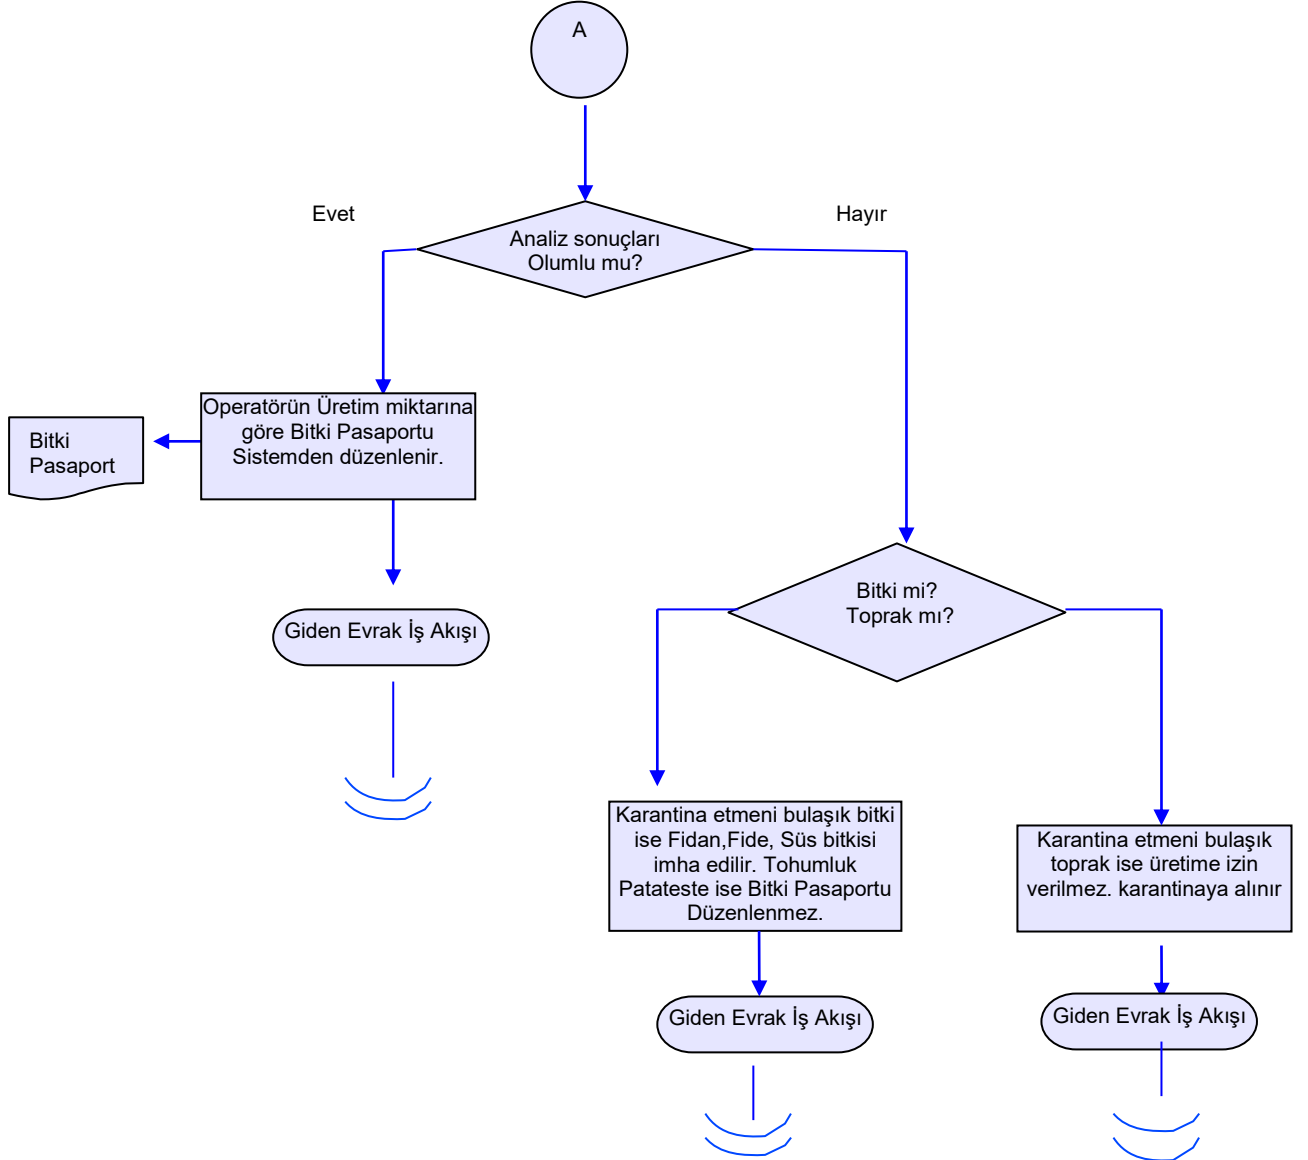 A
Evet
Hayır
Analiz sonuçları
Olumlu mu?
Operatörün Üretim miktarına
göre Bitki Pasaportu
Sistemden düzenlenir.
Bitki
Pasaport
Giden Evrak İş Akışı
Bitki mi?
Toprak mı?
Karantina etmeni bulaşık bitki
ise Fidan,Fide, Süs bitkisi
imha edilir. Tohumluk
Patateste ise Bitki Pasaportu
Düzenlenmez.
Karantina etmeni bulaşık
toprak ise üretime izin
verilmez. karantinaya alınır
Giden Evrak İş Akışı
Giden Evrak İş Akışı